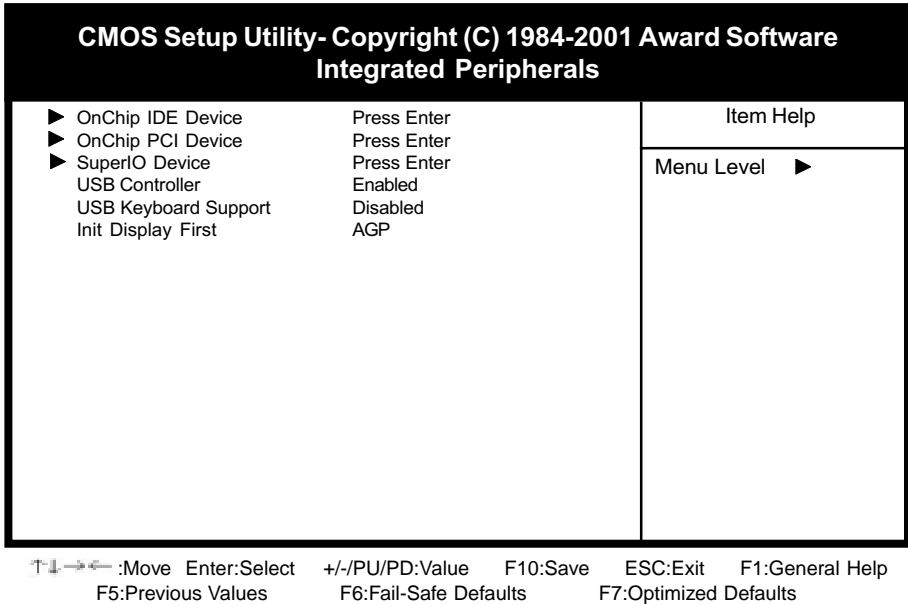 CMOS Setup Utility- Copyright (C) 1984-2001 Award Software
Integrated Peripherals
▶ OnChip IDE Device Press Enter
▶ OnChip PCI Device Press Enter
▶ SuperIO Device Press Enter
USB Controller Enabled
USB Keyboard Support Disabled
Init Display First AGP
Item Help
Menu Level ▶
↑↓→← :Move Enter:Select +/-/PU/PD:Value F10:Save ESC:Exit F1:General Help
F5:Previous Values F6:Fail-Safe Defaults F7:Optimized Defaults